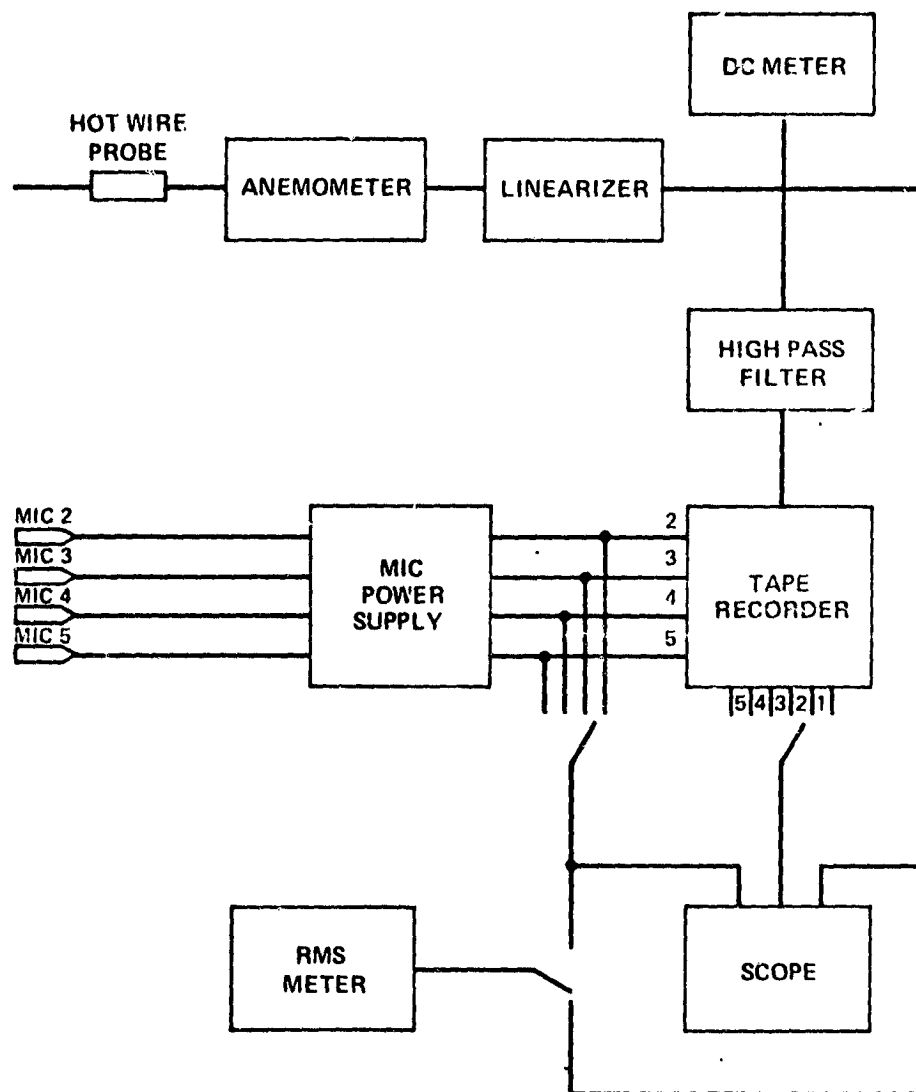 DC METER
HOT WIRE
PROBE
ANEMOMETER
LINEARIZER
HIGH PASS
FILTER
MIC 2
MIC 3
MIC 4
MIC 5
MIC
POWER
SUPPLY
2
3
4
5
TAPE
RECORDER
5 4 3 2 1
RMS
METER
SCOPE